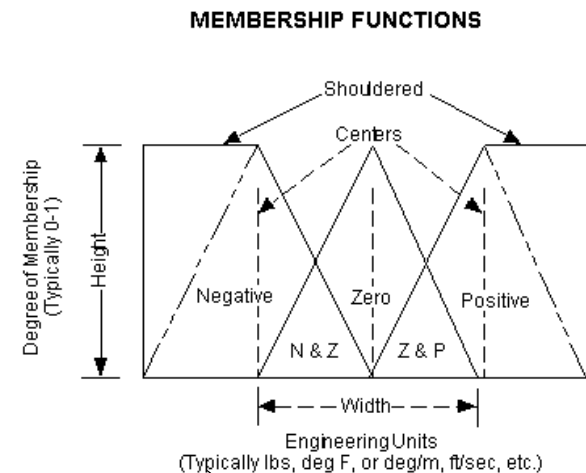 MEMBERSHIP FUNCTIONS
Shouldered
Centers
Degree of Membership
(Typically 0-1)
Height
Negative
Zero
Positive
N & Z
Z & P
Width
Engineering Units
(Typically lbs, deg F, or deg/m, ft/sec, etc.)